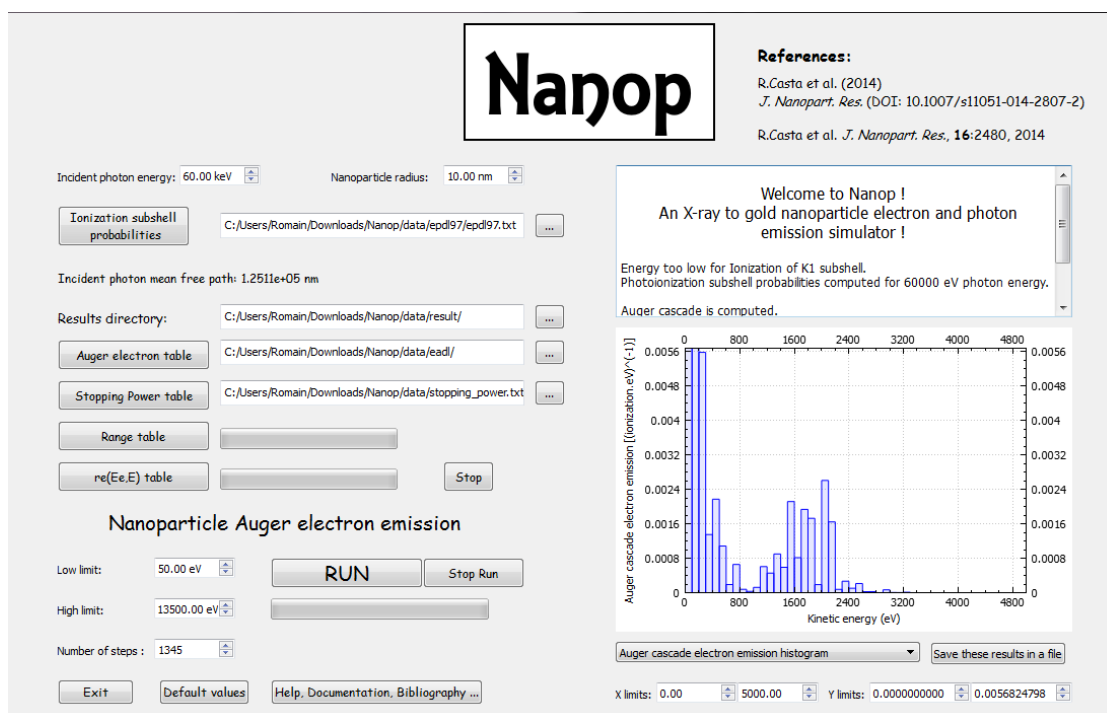 Nanop
References:
R.Casta et al. (2014)
J. Nanopart. Res. (DOI: 10.1007/s11051-014-2807-2)
R.Casta et al. J. Nanopart. Res., 16:2480, 2014
Incident photon energy: 60.00 keV
Nanoparticle radius: 10.00 nm
Ionization subshell
probabilities
C:/Users/Romain/Downloads/Nanop/data/epdl97/epdl97.txt
...
Incident photon mean free path: 1.2511e+05 nm
Results directory:
C:/Users/Romain/Downloads/Nanop/data/result/
...
Auger electron table
C:/Users/Romain/Downloads/Nanop/data/eadl/
...
Stopping Power table
C:/Users/Romain/Downloads/Nanop/data/stopping_power.txt
...
Range table
re(Ee,E) table
Stop
Nanoparticle Auger electron emission
Low limit: 50.00 eV
RUN
Stop Run
High limit: 13500.00 eV
Number of steps : 1345
Exit
Default values
Help, Documentation, Bibliography ...
Welcome to Nanop !
An X-ray to gold nanoparticle electron and photon
emission simulator !
Energy too low for Ionization of K1 subshell.
Photoionization subshell probabilities computed for 60000 eV photon energy.
Auger cascade is computed.
0 800 1600 2400 3200 4000 4800
Auger cascade electron emission [(ionization.eV)^(-1)]
0.0056 0.0056
0.0048 0.0048
0.004 0.004
0.0032 0.0032
0.0024 0.0024
0.0016 0.0016
0.0008 0.0008
0 0
0 800 1600 2400 3200 4000 4800
Kinetic energy (eV)
Auger cascade electron emission histogram
Save these results in a file
X limits: 0.00 5000.00 Y limits: 0.0000000000 0.0056824798